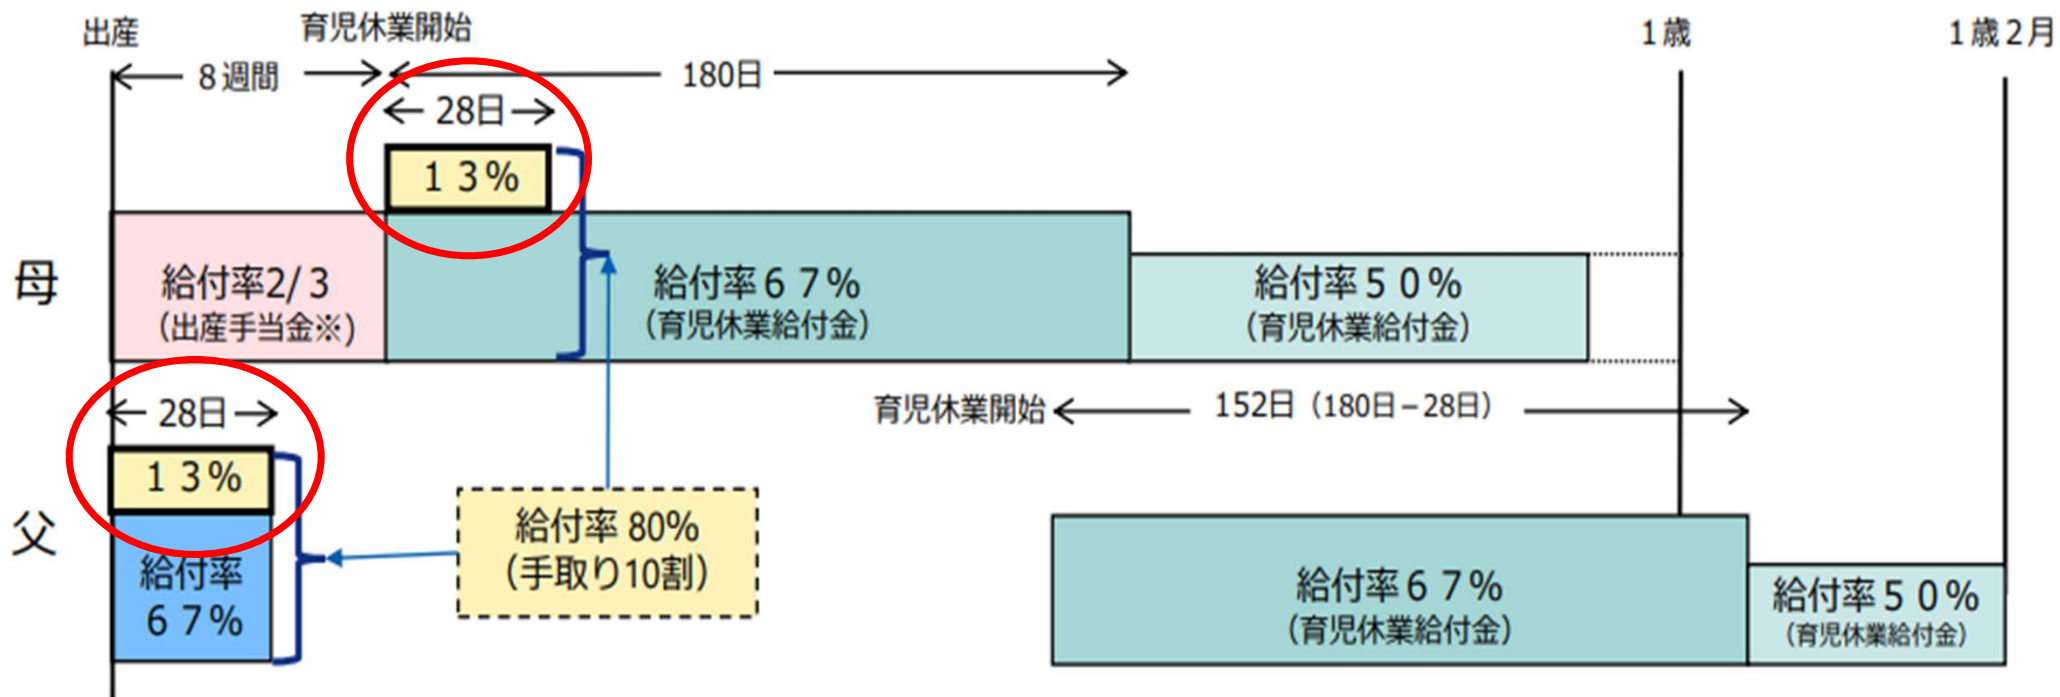 出産
育児休業開始
1歳
1歳2月
8週間
180日
28日
13%
母
給付率2/3
（出産手当金※）
給付率67%
（育児休業給付金）
給付率50%
（育児休業給付金）
28日
育児休業開始
152日（180日－28日）
13%
父
給付率
67%
給付率 80%
（手取り10割）
給付率67%
（育児休業給付金）
給付率50%
（育児休業給付金）